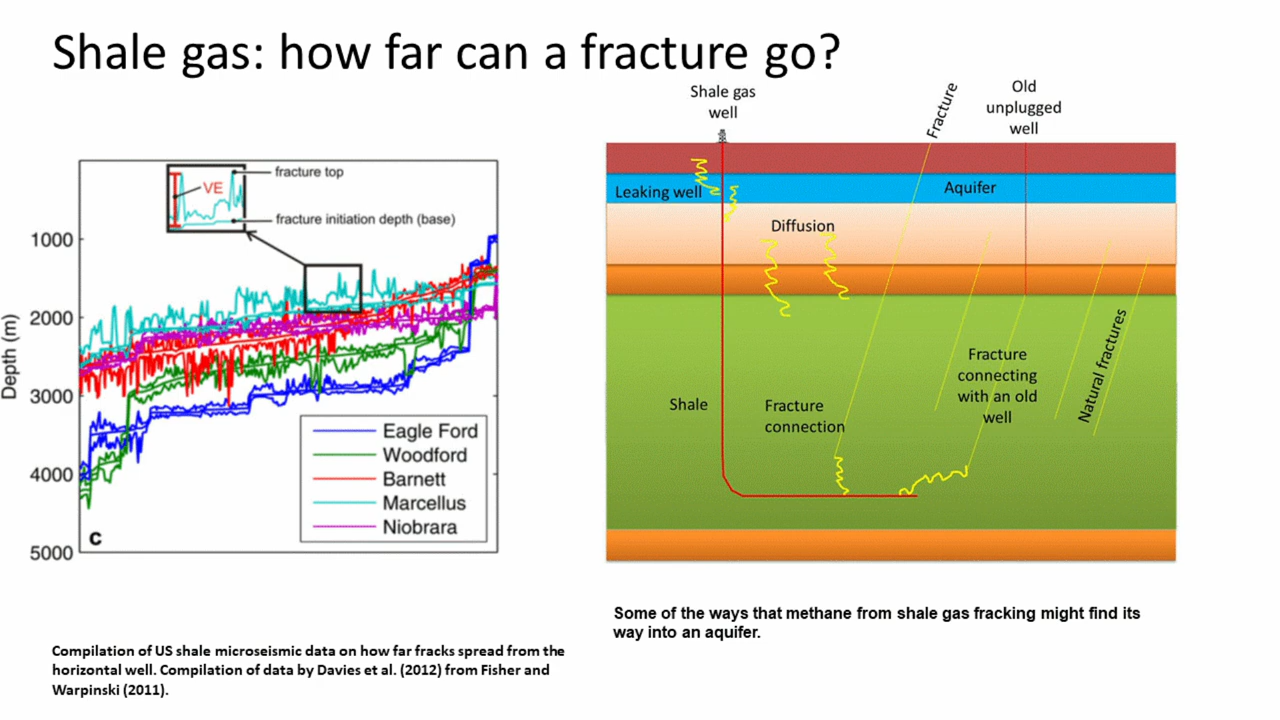 Shale gas: how far can a fracture go?
fracture top
VE
fracture initiation depth (base)
1000
2000
3000
4000
5000
Depth (m)
Eagle Ford
Woodford
Barnett
Marcellus
Niobrara
c
Compilation of US shale microseismic data on how far fracks spread from the
horizontal well. Compilation of data by Davies et al. (2012) from Fisher and
Warpinski (2011).
Shale gas
well
Fracture
Old
unplugged
well
Leaking well
Aquifer
Diffusion
Shale
Fracture
connection
Fracture
connecting
with an old
well
Natural fractures
Some of the ways that methane from shale gas fracking might find its
way into an aquifer.